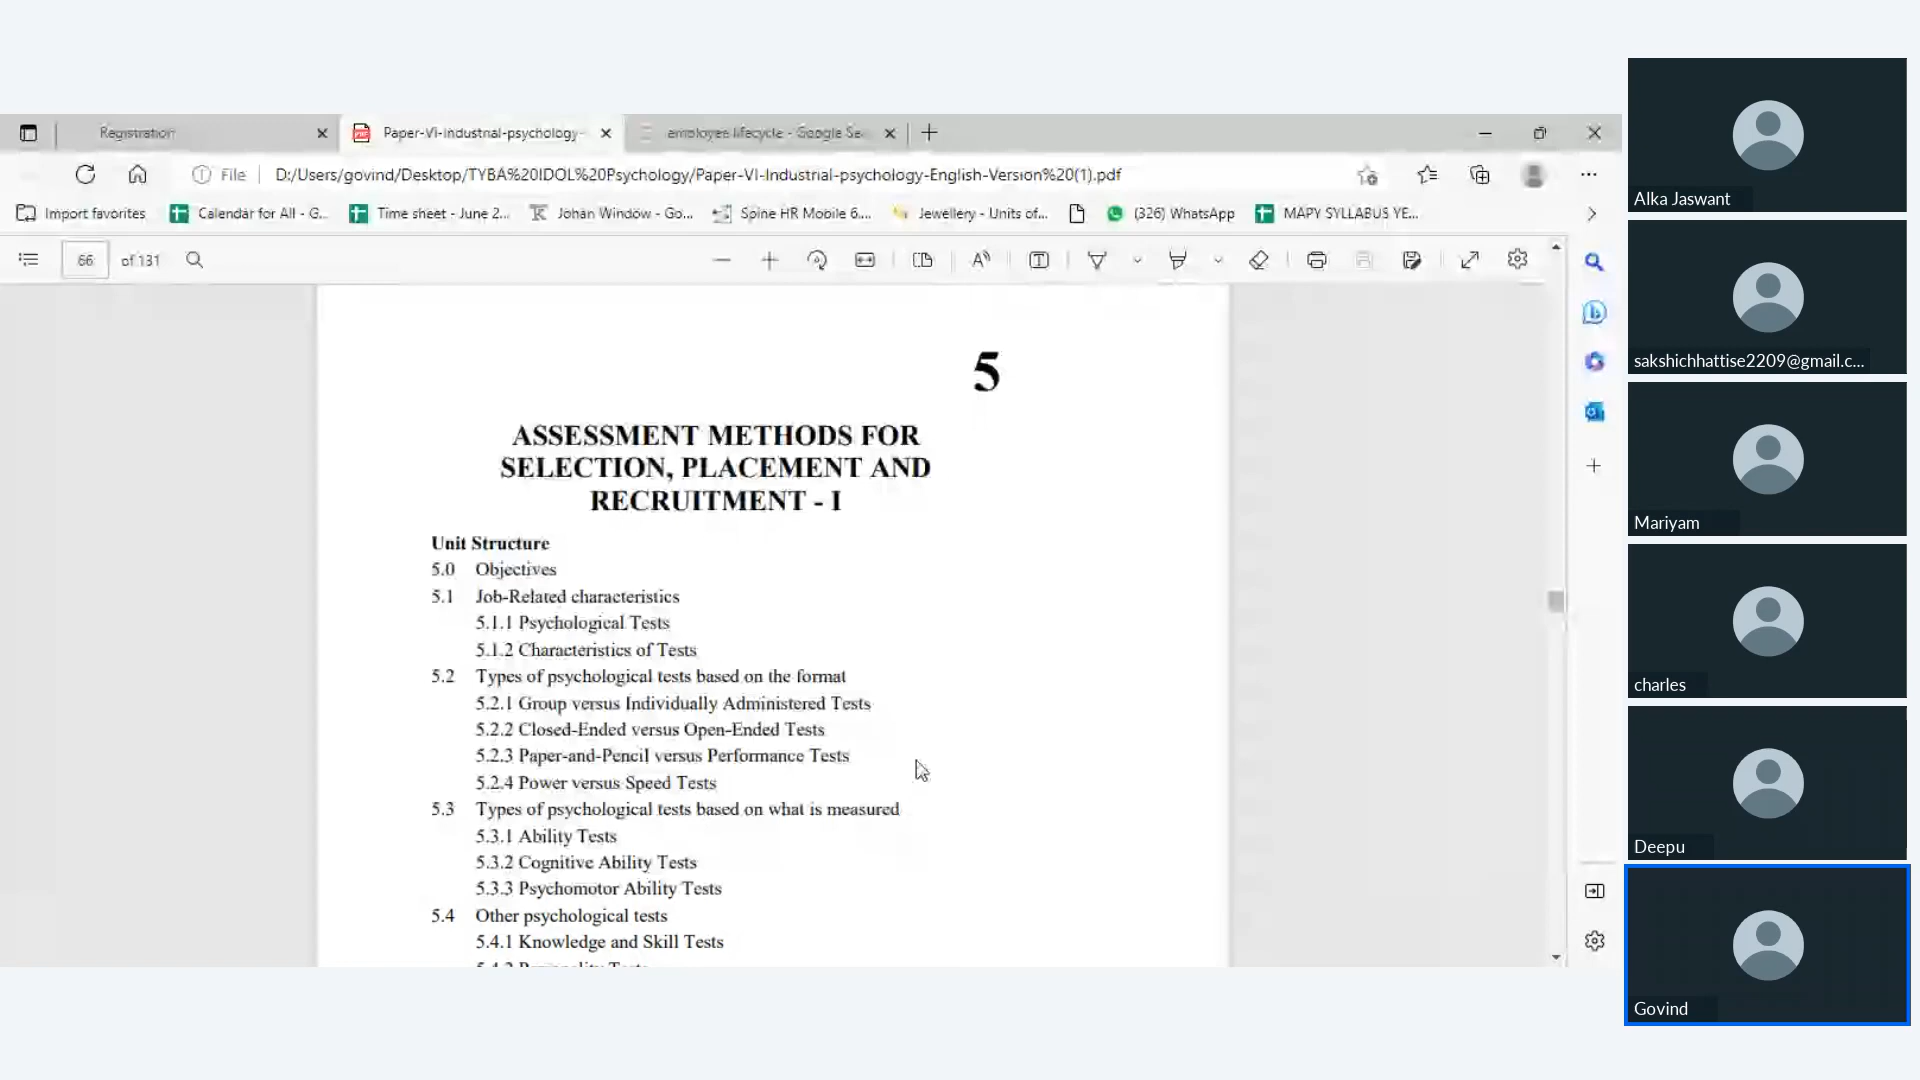 Registration
Paper-VI-industrial-psychology-
employee lifecycle - Google Se
File
D:/Users/govind/Desktop/TYBA%20IDOL%20Psychology/Paper-VI-Industrial-psychology-English-Version%20(1).pdf
Import favorites
Calendar for All - G...
Time sheet - June 2...
Johan Window - Go...
Spine HR Mobile 6....
Jewellery - Units of...
(326) WhatsApp
MAPY SYLLABUS YE...
66 of 131
5
ASSESSMENT METHODS FOR
SELECTION, PLACEMENT AND
RECRUITMENT - I
Unit Structure
5.0 Objectives
5.1 Job-Related characteristics
5.1.1 Psychological Tests
5.1.2 Characteristics of Tests
5.2 Types of psychological tests based on the format
5.2.1 Group versus Individually Administered Tests
5.2.2 Closed-Ended versus Open-Ended Tests
5.2.3 Paper-and-Pencil versus Performance Tests
5.2.4 Power versus Speed Tests
5.3 Types of psychological tests based on what is measured
5.3.1 Ability Tests
5.3.2 Cognitive Ability Tests
5.3.3 Psychomotor Ability Tests
5.4 Other psychological tests
5.4.1 Knowledge and Skill Tests
Alka Jaswant
sakshichhattise2209@gmail.c...
Mariyam
charles
Deepu
Govind